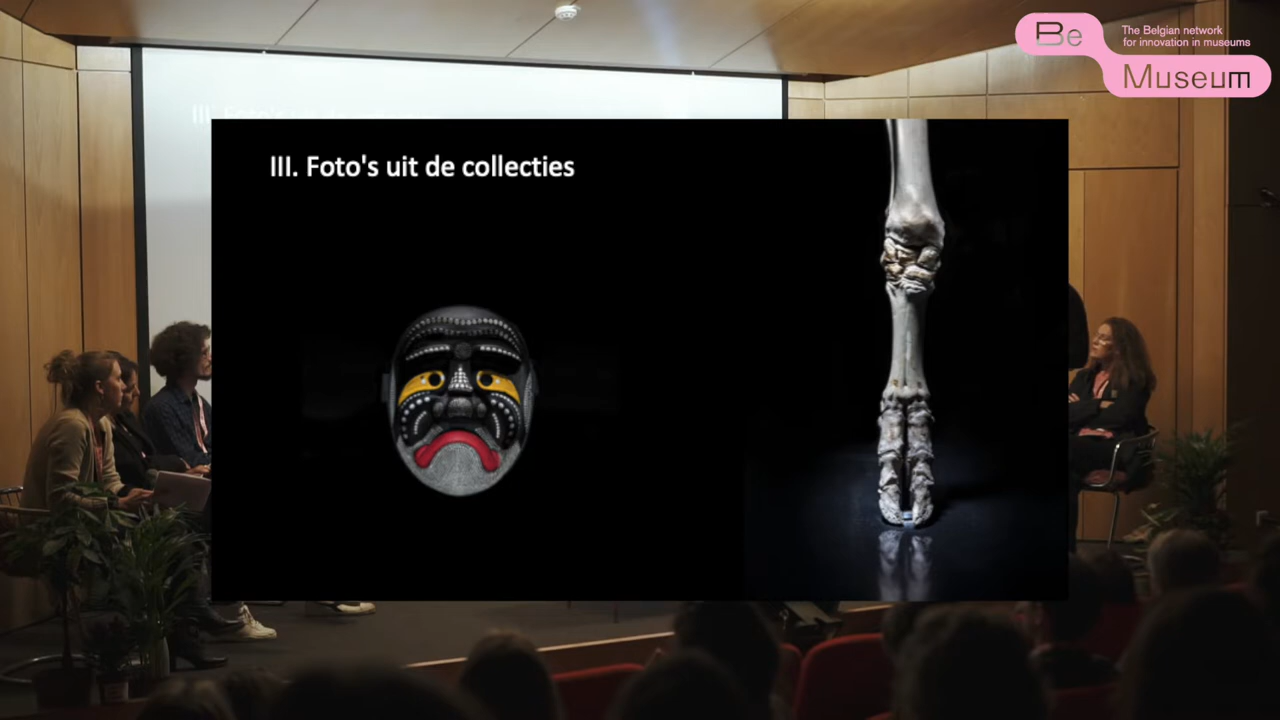 Be
The Belgian network
for innovation in museums
Museum
III. Foto's uit de collecties